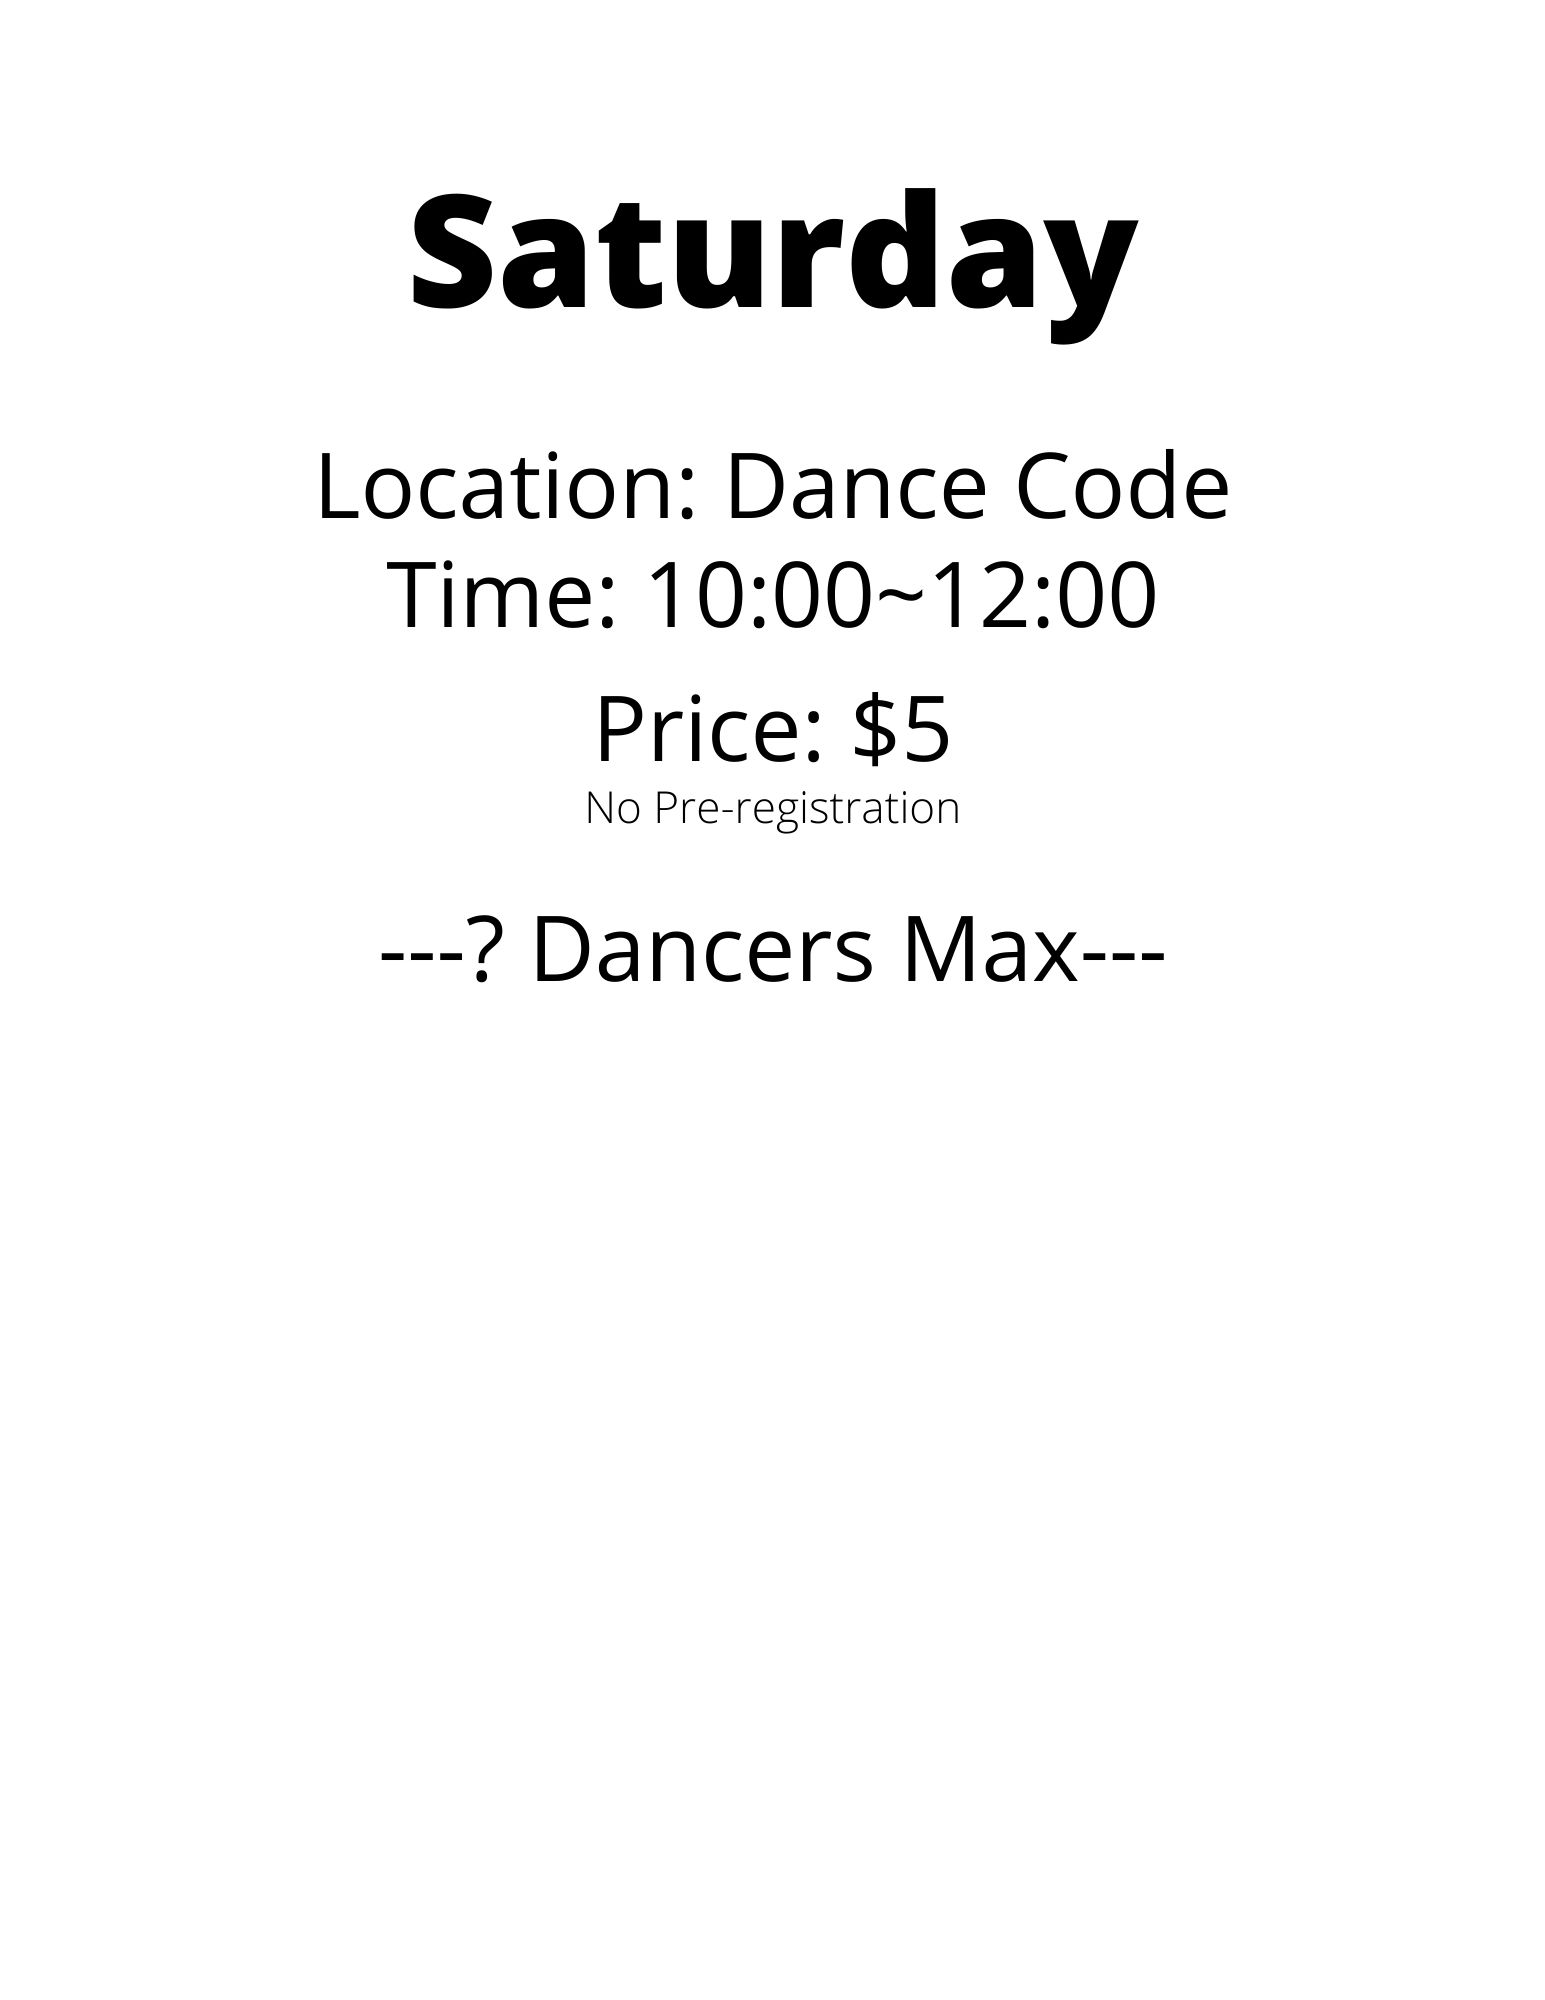 Saturday
Location: Dance Code
Time: 10:00~12:00
Price: $5
No Pre-registration
---? Dancers Max---